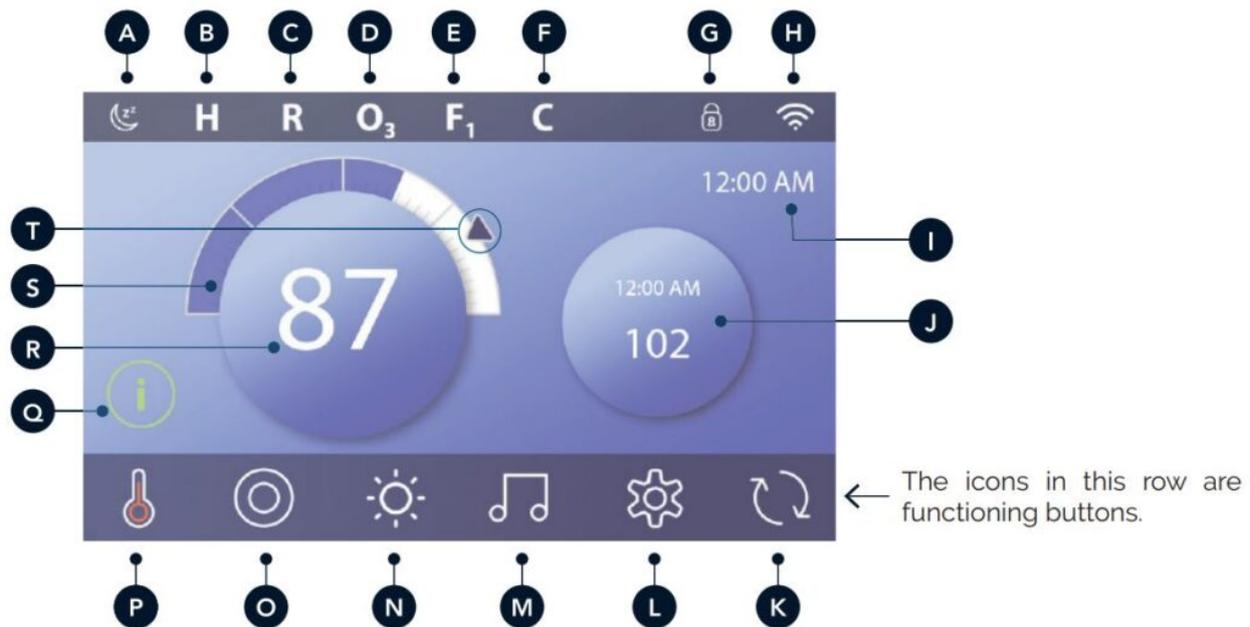 A B C D E F G H
zz H R O₃ F₁ C 8
12:00 AM
T
I
S
87
12:00 AM
J
R
102
i
Q
The icons in this row are
functioning buttons.
P O N M L K